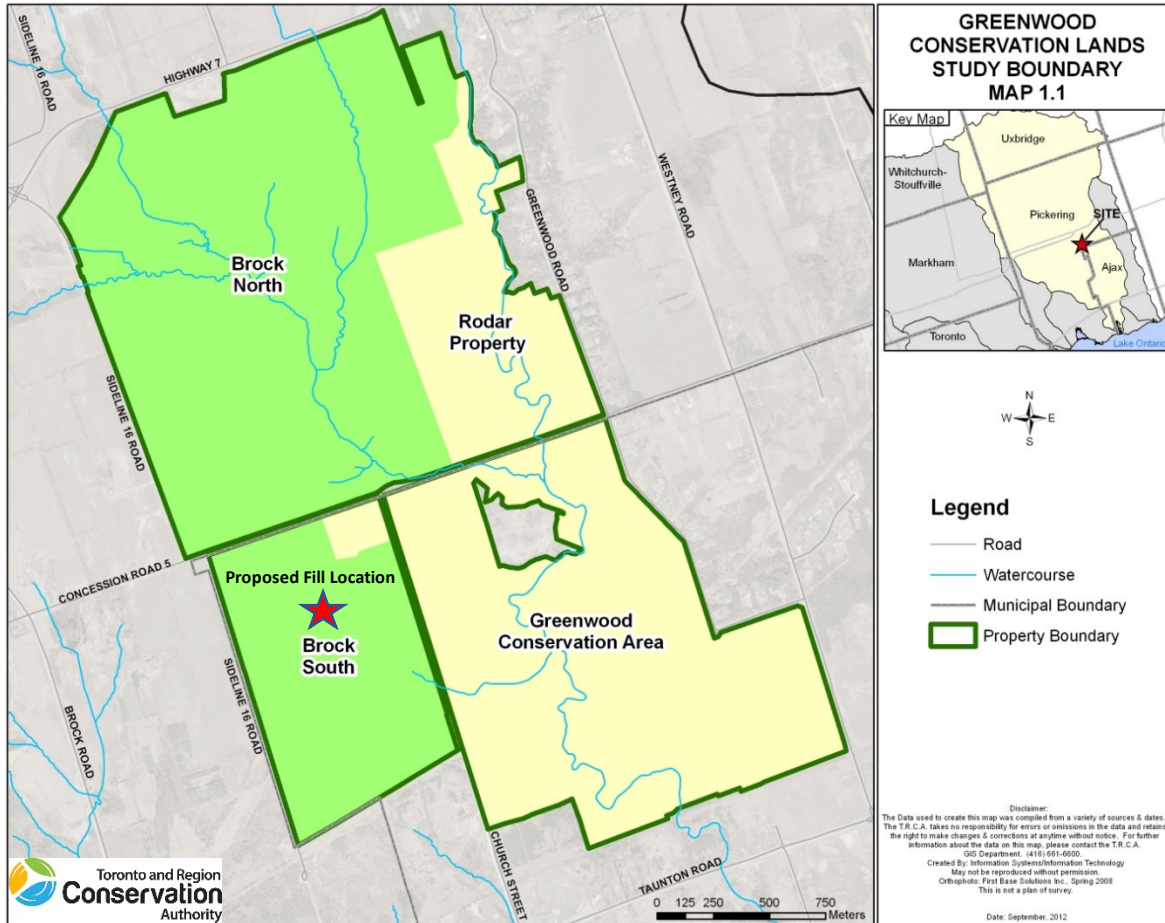 GREENWOOD
CONSERVATION LANDS
STUDY BOUNDARY
MAP 1.1
Key Map
Uxbridge
Whitchurch-
Stouffville
Pickering
SITE
Markham
Ajax
Toronto
Lake Ontario
N
W E
S
Legend
Road
Watercourse
Municipal Boundary
Property Boundary
SIDELINE 16 ROAD
HIGHWAY 7
WESTNEY ROAD
GREENWOOD ROAD
Brock
North
Rodar
Property
SIDELINE 16 ROAD
CONCESSION ROAD 5
Proposed Fill Location
Brock
South
Greenwood
Conservation Area
SIDELINE 16 ROAD
BROCK ROAD
CHURCH STREET
TAUNTON ROAD
0 125 250 500 750
Meters
Toronto and Region
Conservation
Authority
Disclaimer:
The Data used to create this map was compiled from a variety of sources & dates.
The T.R.C.A. takes no responsibility for errors or omissions in the data and retains
the right to make changes & corrections at anytime without notice. For further
information about the data on this map, please contact the T.R.C.A.
GIS Department. (416) 661-6600.
Created By: Information Systems/Information Technology
May not be reproduced without permission.
Orthophoto: First Base Solutions Inc., Spring 2008
This is not a plan of survey.
Date: September, 2012